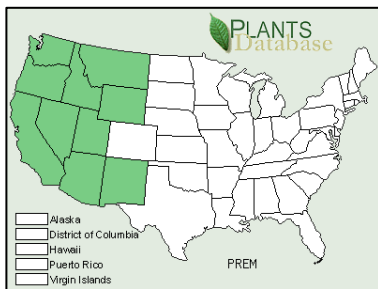 PLANTS
Database
Alaska
District of Columbia
Hawaii
Puerto Rico
Virgin Islands
PREM